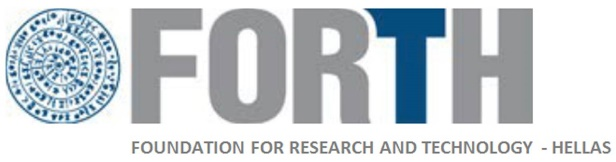 FORTH
FOUNDATION FOR RESEARCH AND TECHNOLOGY - HELLAS